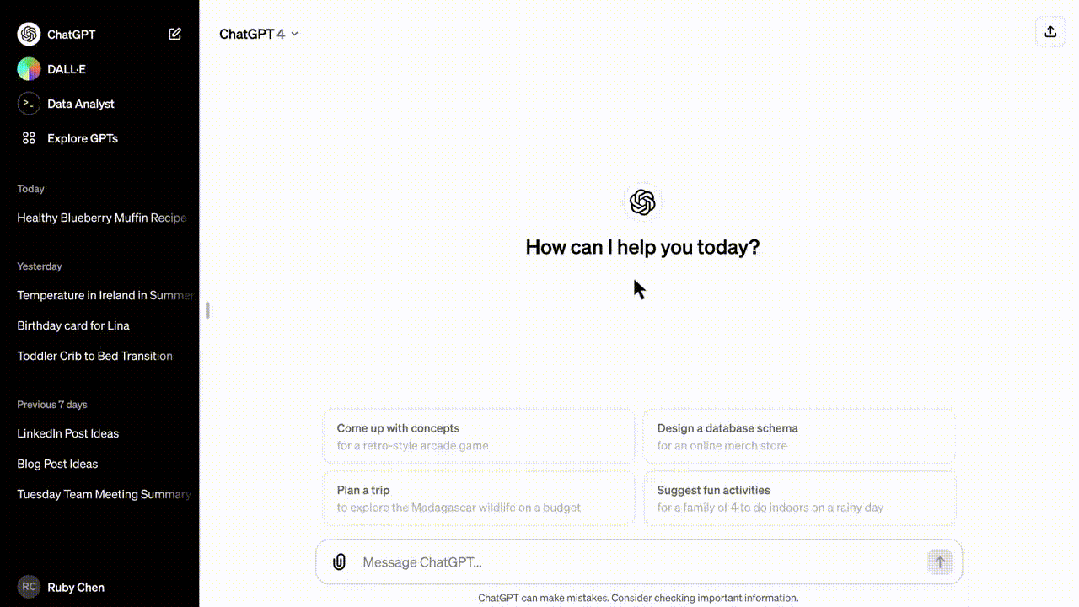 ChatGPT
DALL·E
Data Analyst
Explore GPTs
Today
Healthy Blueberry Muffin Recipe
Yesterday
Temperature in Ireland in Summer
Birthday card for Lina
Toddler Crib to Bed Transition
Previous 7 days
LinkedIn Post Ideas
Blog Post Ideas
Tuesday Team Meeting Summary
RC Ruby Chen
ChatGPT 4
How can I help you today?
Come up with concepts
for a retro-style arcade game
Design a database schema
for an online merch store
Plan a trip
to explore the Madagascar wildlife on a budget
Suggest fun activities
for a family of 4 to do indoors on a rainy day
Message ChatGPT...
ChatGPT can make mistakes. Consider checking important information.